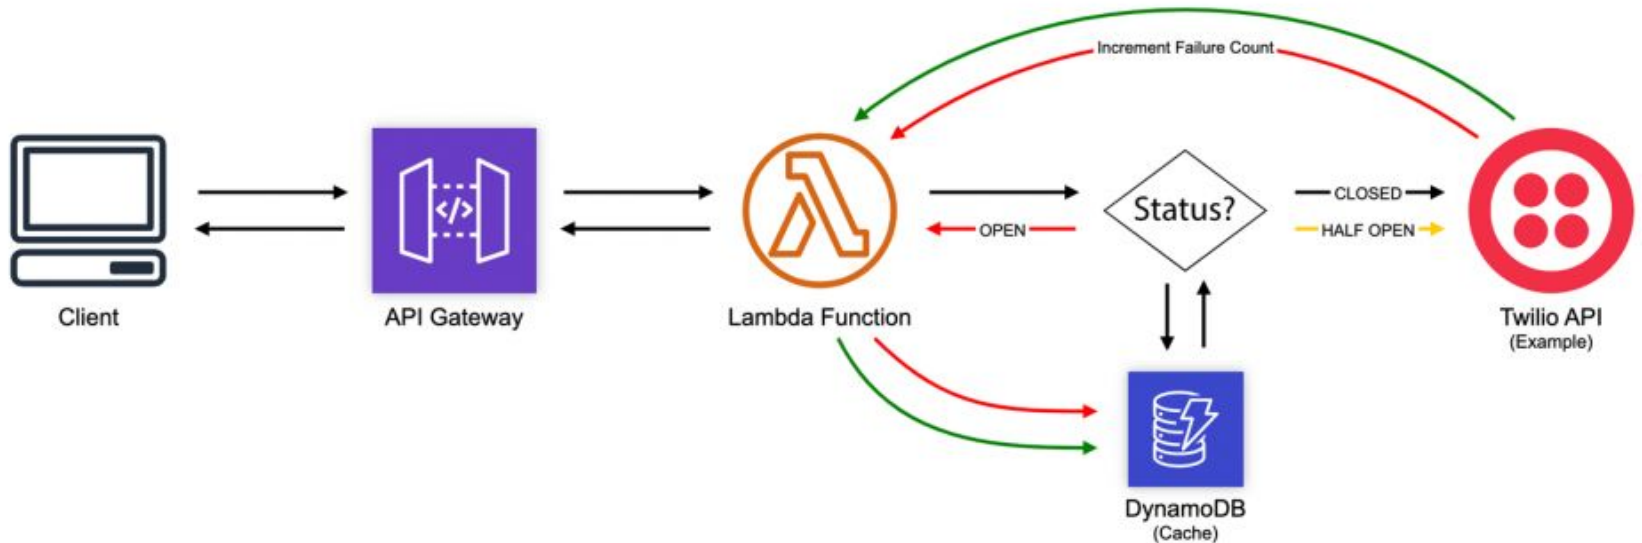 Increment Failure Count
Status?
CLOSED
OPEN
HALF OPEN
</>
Client
API Gateway
Lambda Function
Twilio API
(Example)
DynamoDB
(Cache)